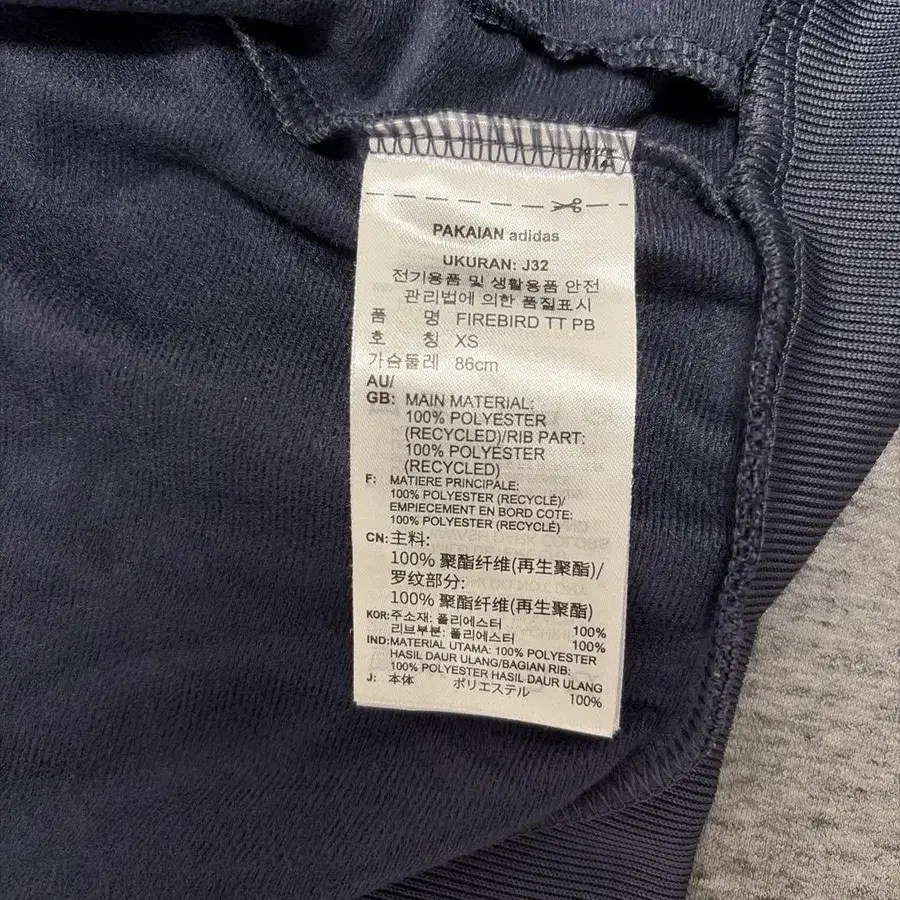 PAKAIAN adidas
UKURAN: J32
전기용품 및 생활용품 안전
관리법에 의한 품질표시
품 명 FIREBIRD TT PB
호 칭 XS
가슴둘레 86cm
AU/
GB: MAIN MATERIAL:
100% POLYESTER
(RECYCLED)/RIB PART:
100% POLYESTER
(RECYCLED)
F: MATIERE PRINCIPALE:
100% POLYESTER (RECYCLÉ)/
EMPIECEMENT EN BORD COTE:
100% POLYESTER (RECYCLÉ)
CN: 主料:
100% 聚酯纤维(再生聚酯)/
罗纹部分:
100% 聚酯纤维(再生聚酯)
KOR: 주소재: 폴리에스터 100%
리브부분: 폴리에스터 100%
IND: MATERIAL UTAMA: 100% POLYESTER
HASIL DAUR ULANG/BAGIAN RIB:
100% POLYESTER HASIL DAUR ULANG
J: 本体 ポリエステル 100%